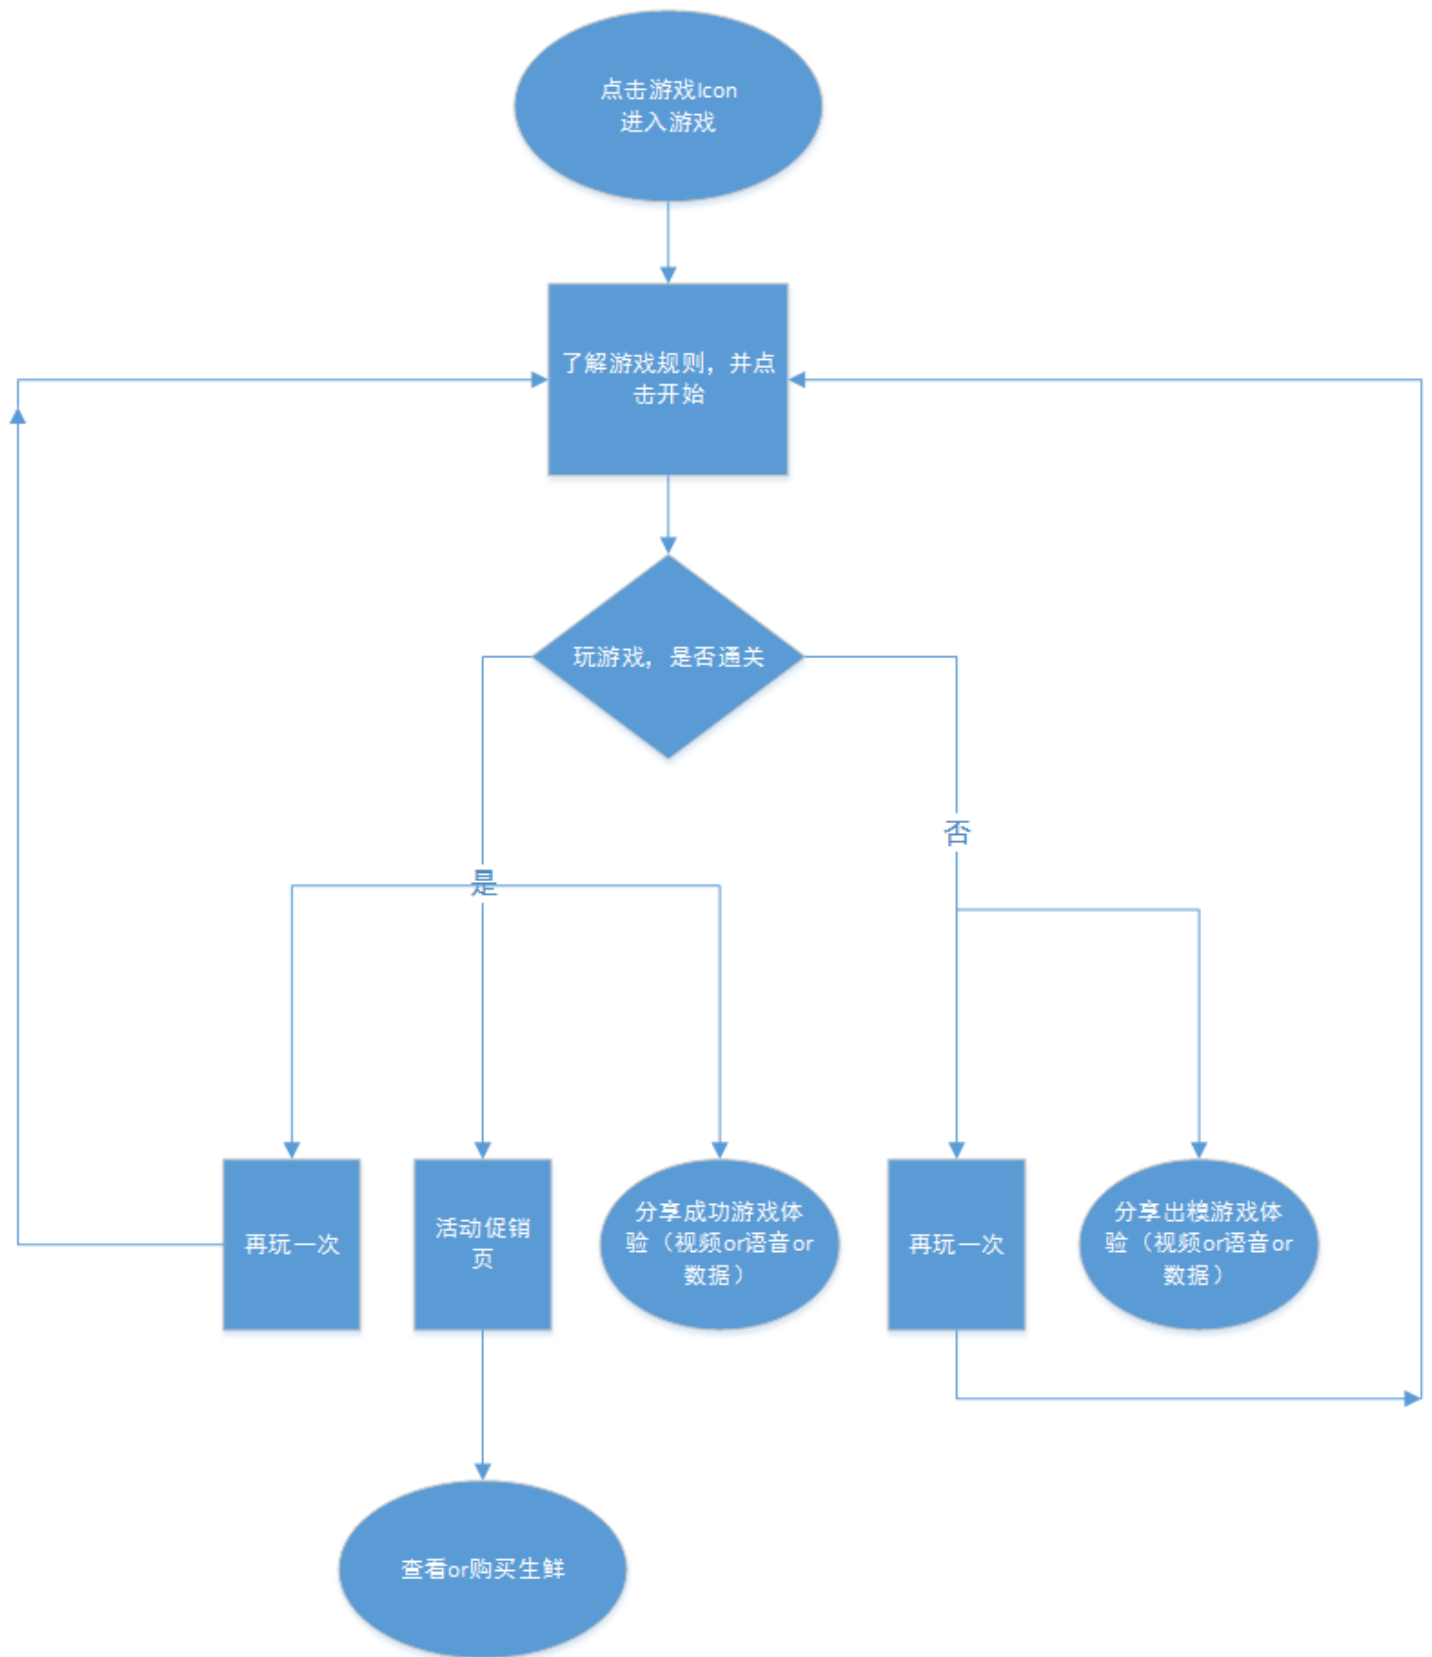 点击游戏Icon
进入游戏
了解游戏规则，并点
击开始
玩游戏，是否通关
否
是
再玩一次
活动促销
页
分享成功游戏体
验（视频or语音or
数据）
再玩一次
分享出糗游戏体
验（视频or语音or
数据）
查看or购买生鲜